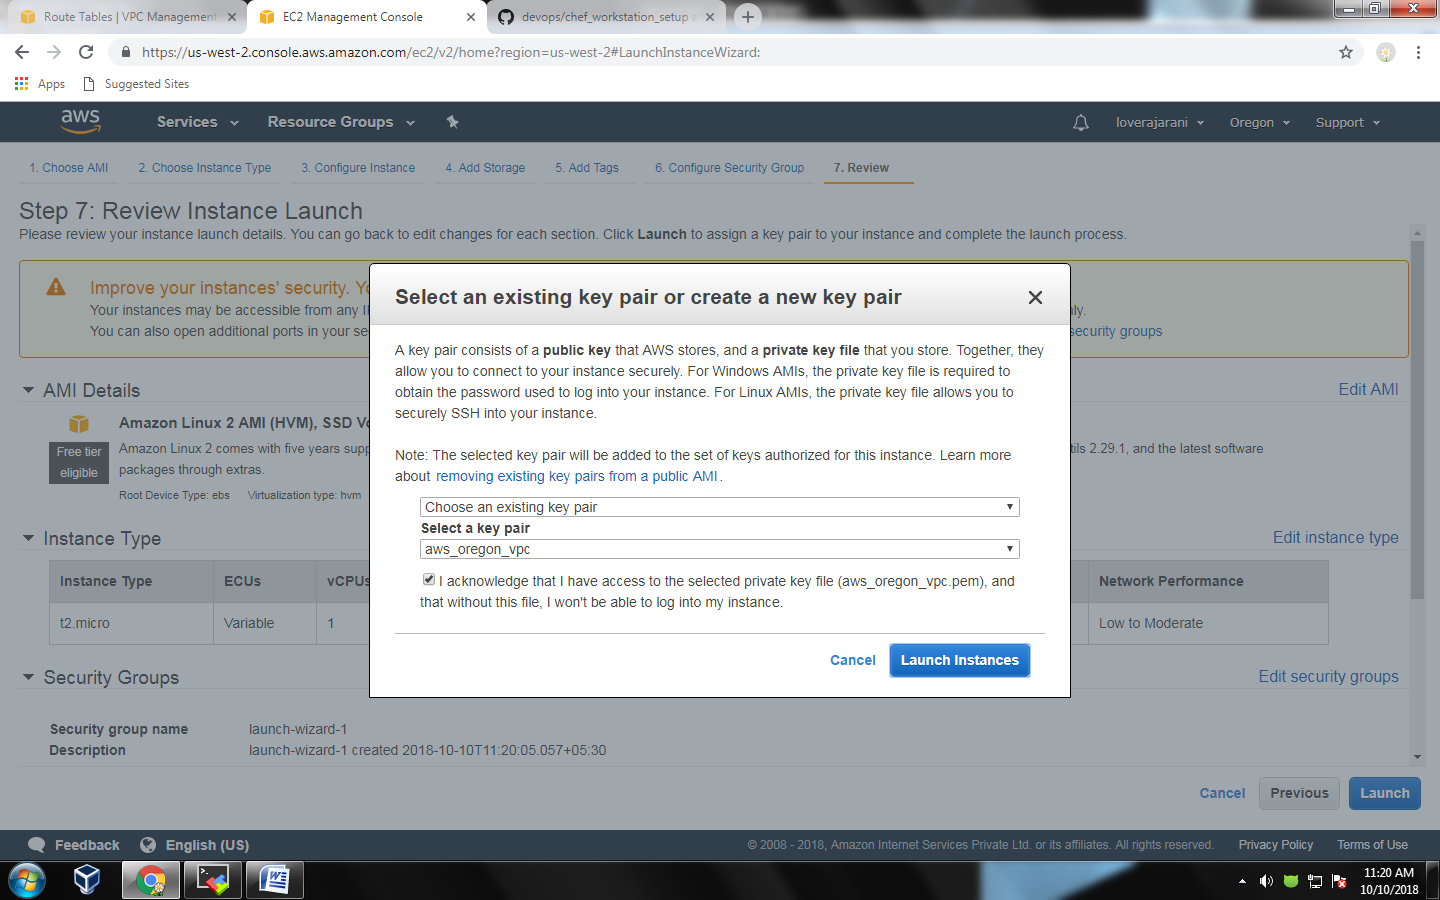 Route Tables | VPC Management
EC2 Management Console
devops/chef_workstation_setup
https://us-west-2.console.aws.amazon.com/ec2/v2/home?region=us-west-2#LaunchInstanceWizard:
Apps
Suggested Sites
aws
Services
Resource Groups
loverajarani
Oregon
Support
1. Choose AMI
2. Choose Instance Type
3. Configure Instance
4. Add Storage
5. Add Tags
6. Configure Security Group
7. Review
Step 7: Review Instance Launch
Please review your instance launch details. You can go back to edit changes for each section. Click Launch to assign a key pair to your instance and complete the launch process.
Improve your instances' security.
Your instances may be accessible from any
You can also open additional ports in your
security groups
Select an existing key pair or create a new key pair
A key pair consists of a public key that AWS stores, and a private key file that you store. Together, they
allow you to connect to your instance securely. For Windows AMIs, the private key file is required to
obtain the password used to log into your instance. For Linux AMIs, the private key file allows you to
securely SSH into your instance.
Note: The selected key pair will be added to the set of keys authorized for this instance. Learn more
about removing existing key pairs from a public AMI.
Choose an existing key pair
Select a key pair
aws_oregon_vpc
I acknowledge that I have access to the selected private key file (aws_oregon_vpc.pem), and
that without this file, I won't be able to log into my instance.
Cancel
Launch Instances
AMI Details
Edit AMI
Amazon Linux 2 AMI (HVM), SSD
Free tier
eligible
Amazon Linux 2 comes with five years
2.29.1, and the latest software
packages through extras.
Root Device Type: ebs
Virtualization type: hvm
Instance Type
Edit instance type
Instance Type
ECUs
vCPUs
Network Performance
t2.micro
Variable
1
Low to Moderate
Security Groups
Edit security groups
Security group name
launch-wizard-1
Description
launch-wizard-1 created 2018-10-10T11:20:05.057+05:30
Cancel
Previous
Launch
Feedback
English (US)
© 2008 - 2018, Amazon Internet Services Private Ltd. or its affiliates. All rights reserved.
Privacy Policy
Terms of Use
11:20 AM
10/10/2018